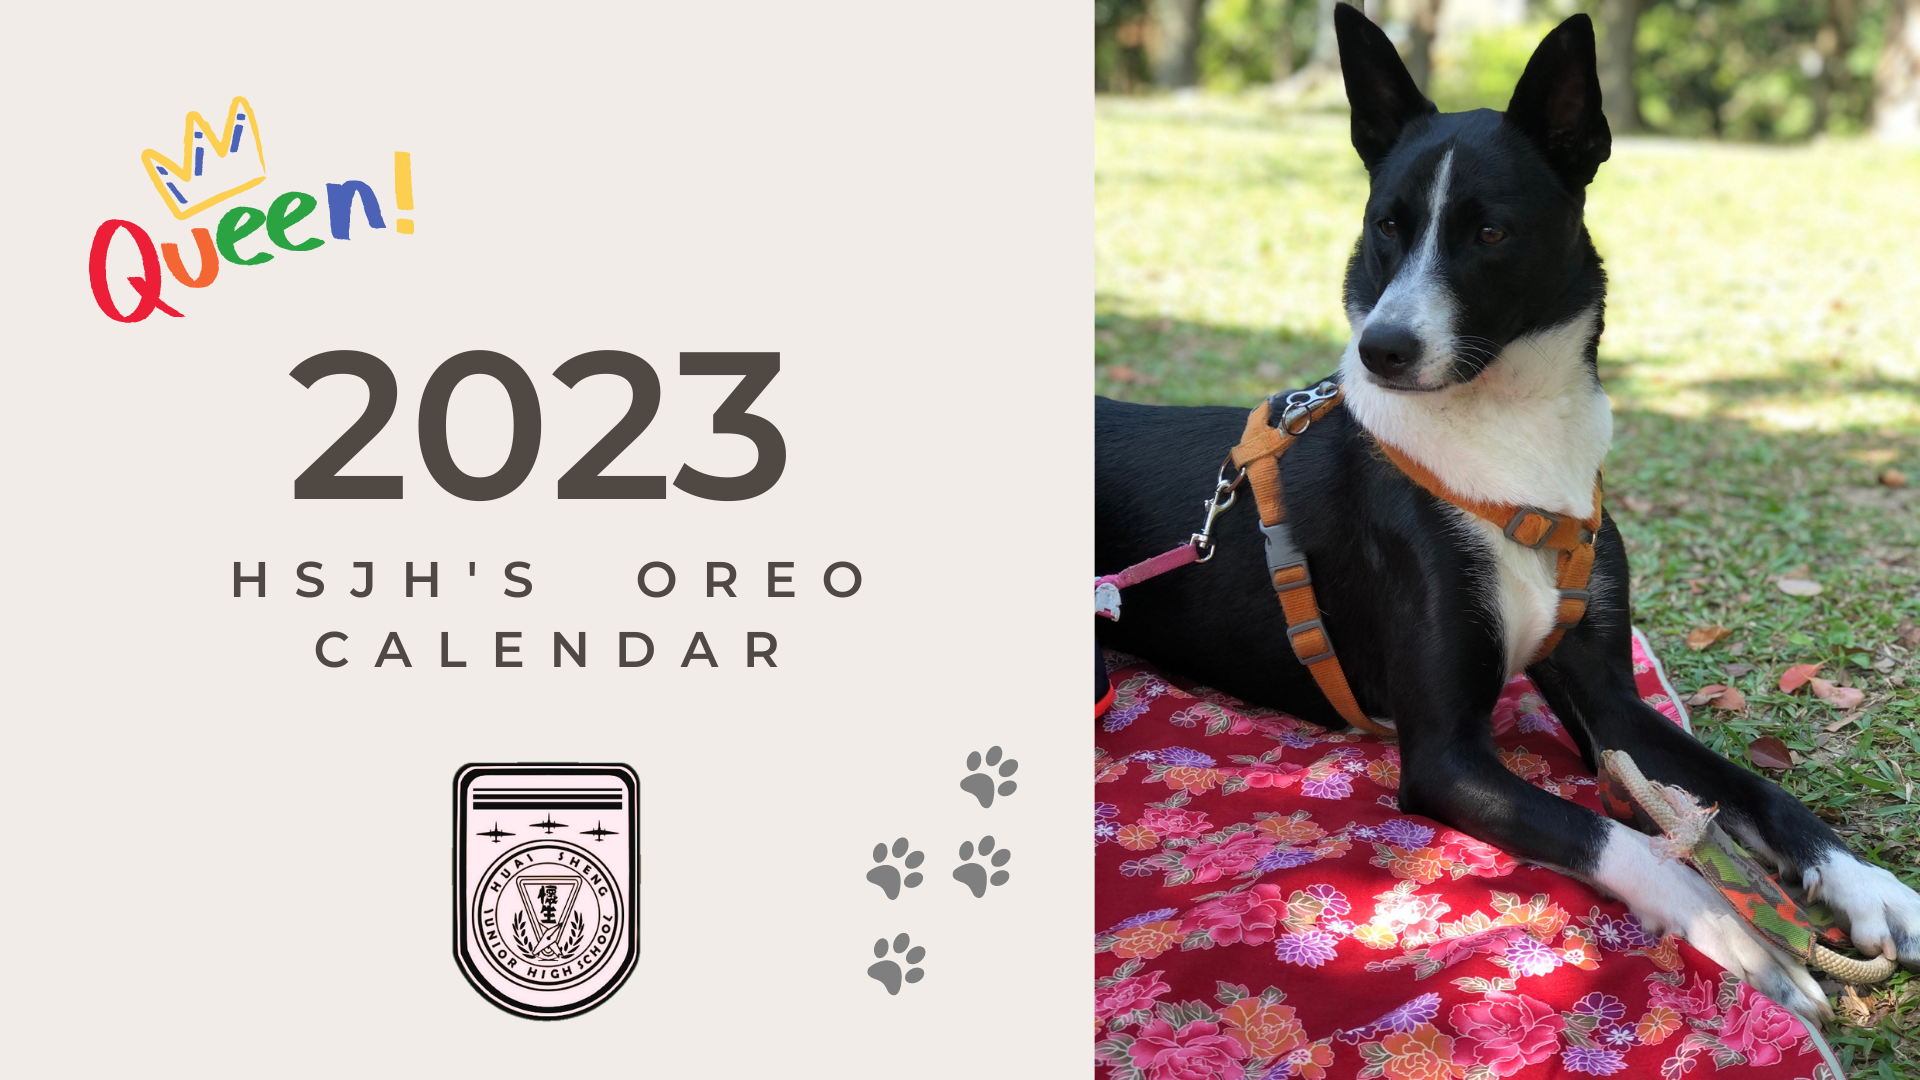 Queen!
2023
HSJH'S OREO
CALENDAR
HUAI SHENG
懷生
JUNIOR HIGH SCHOOL